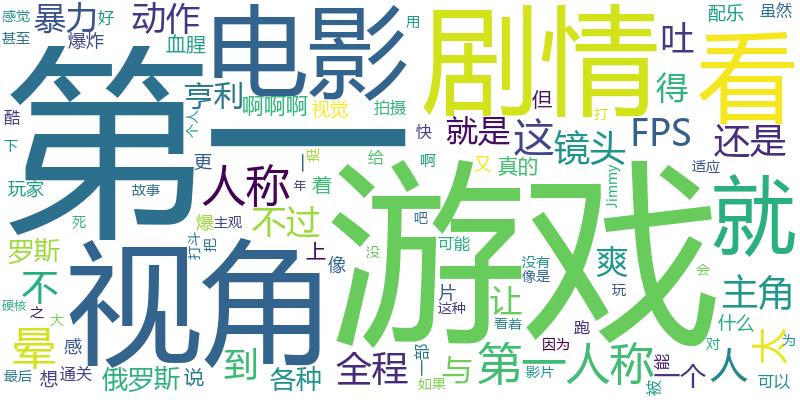 感觉 暴力 好 动作 电影 剧情 看 配乐 虽然
甚至 爆炸 血腥 用 吐
第一 亨利 啊啊啊 视觉 拍摄 但 得
酷 个人 快 就是 这 镜头 FPS 还是
下 更 一 给 啊 又 真的 打 适应
玩家 故事 人称 年 着 Jimmy 就
死 爆 主观 不过 吧 游戏
罗斯 打斗 把 上 没 可能 没有 爽 会
不 视角 像 像是 玩 主角
硬核 之 大 片 这种 让 看着 跑 什么
晕 感 到 全程 一部 与 因为 对 太 为
最后 想 通关 俄罗斯 说 各种 如果 第一人称 影片 被 能 一个 人 可以